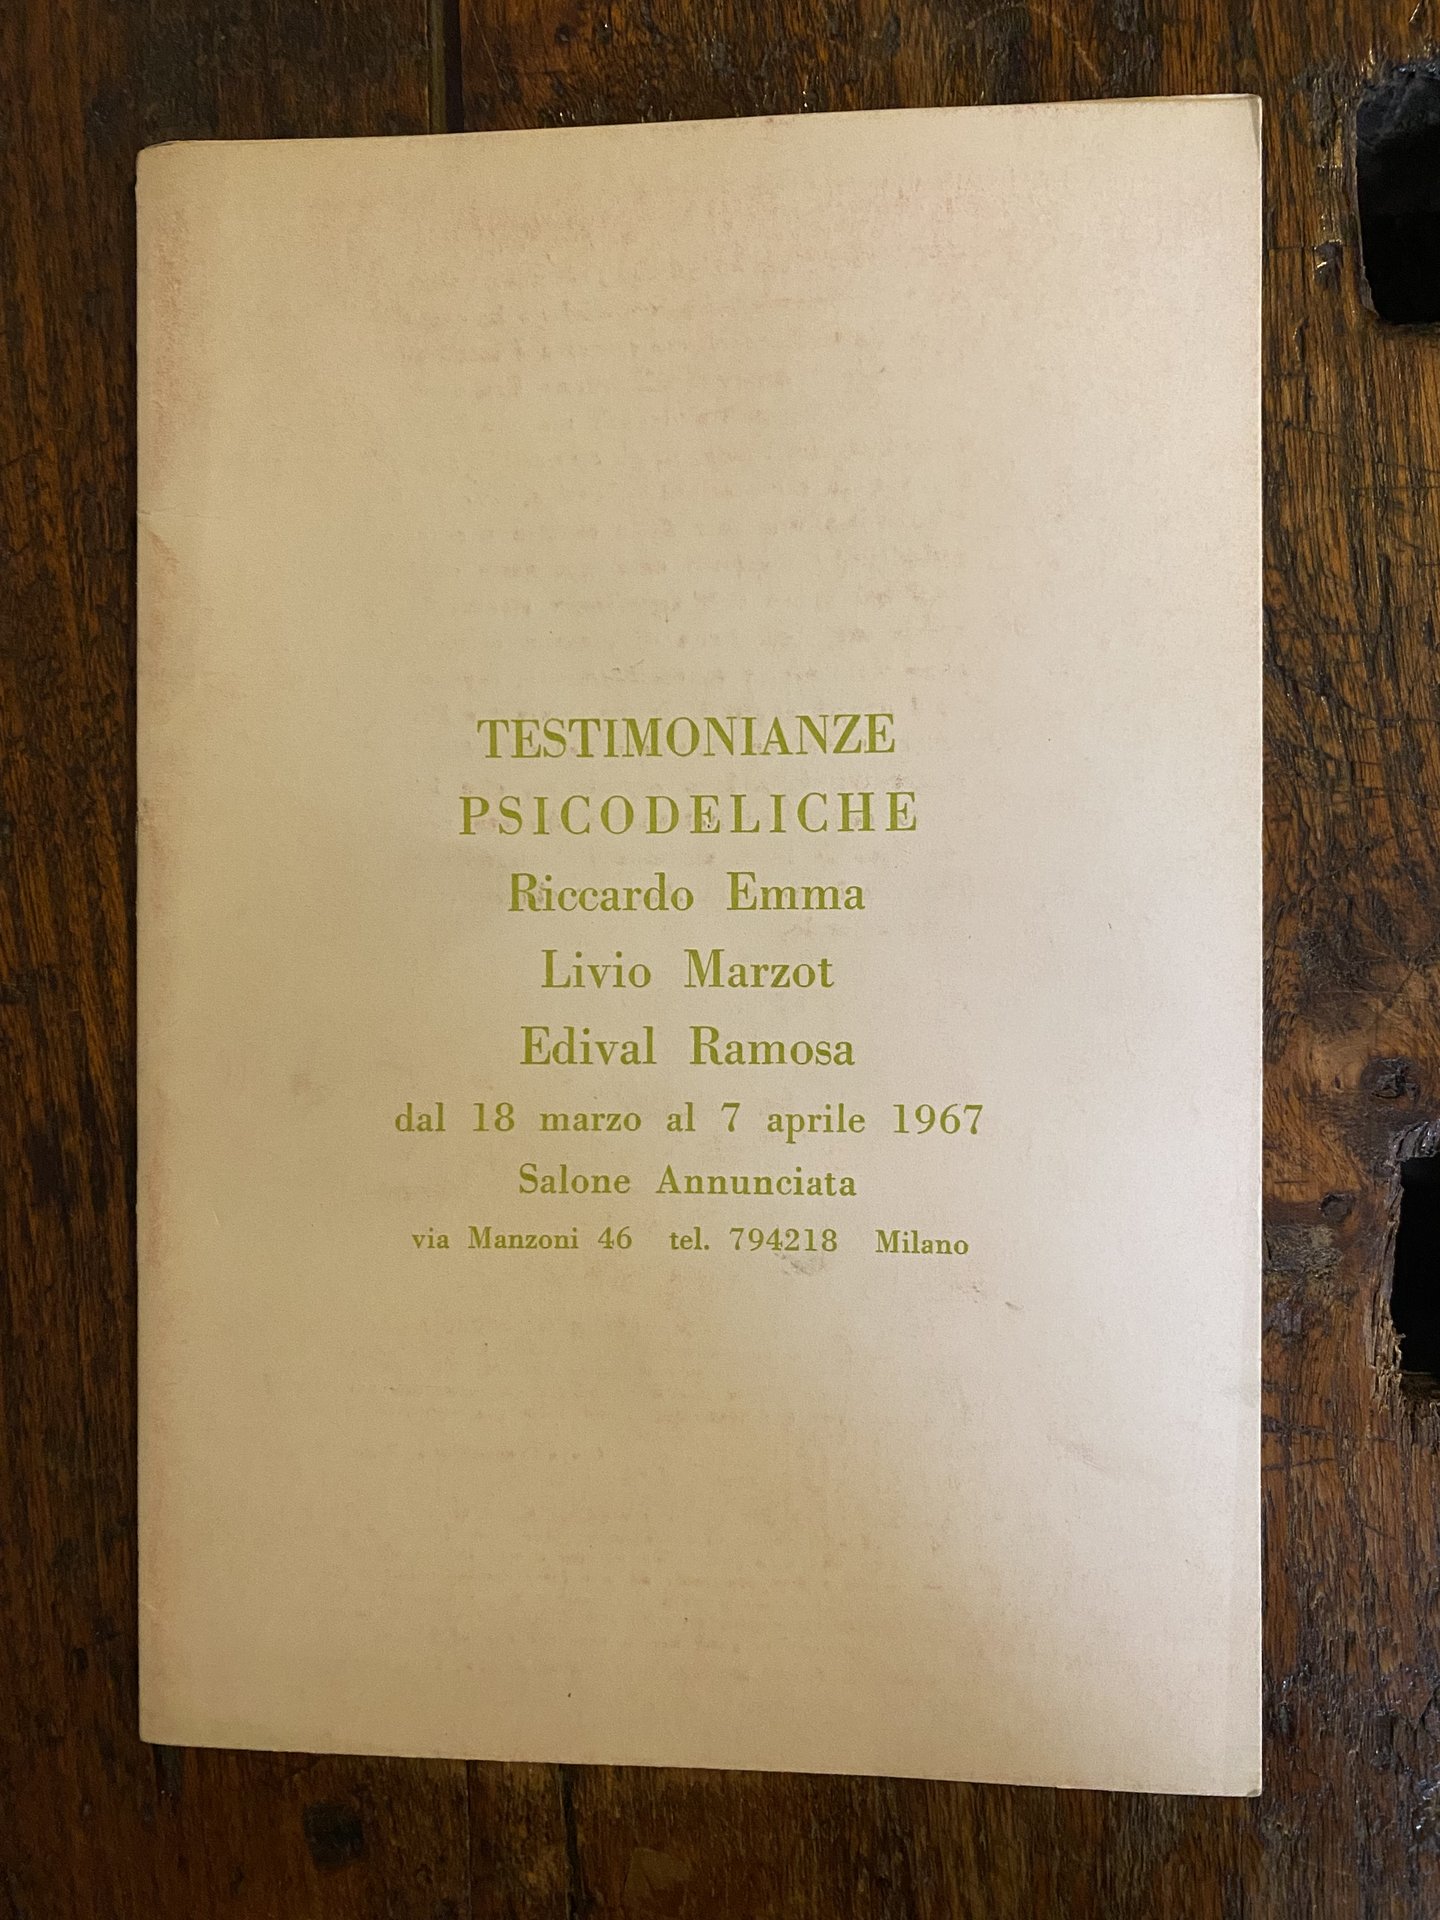 TESTIMONIANZE
PSICODELICHE
Riccardo Emma
Livio Marzot
Edival Ramosa
dal 18 marzo al 7 aprile 1967
Salone Annunciata
via Manzoni 46 tel. 794218 Milano